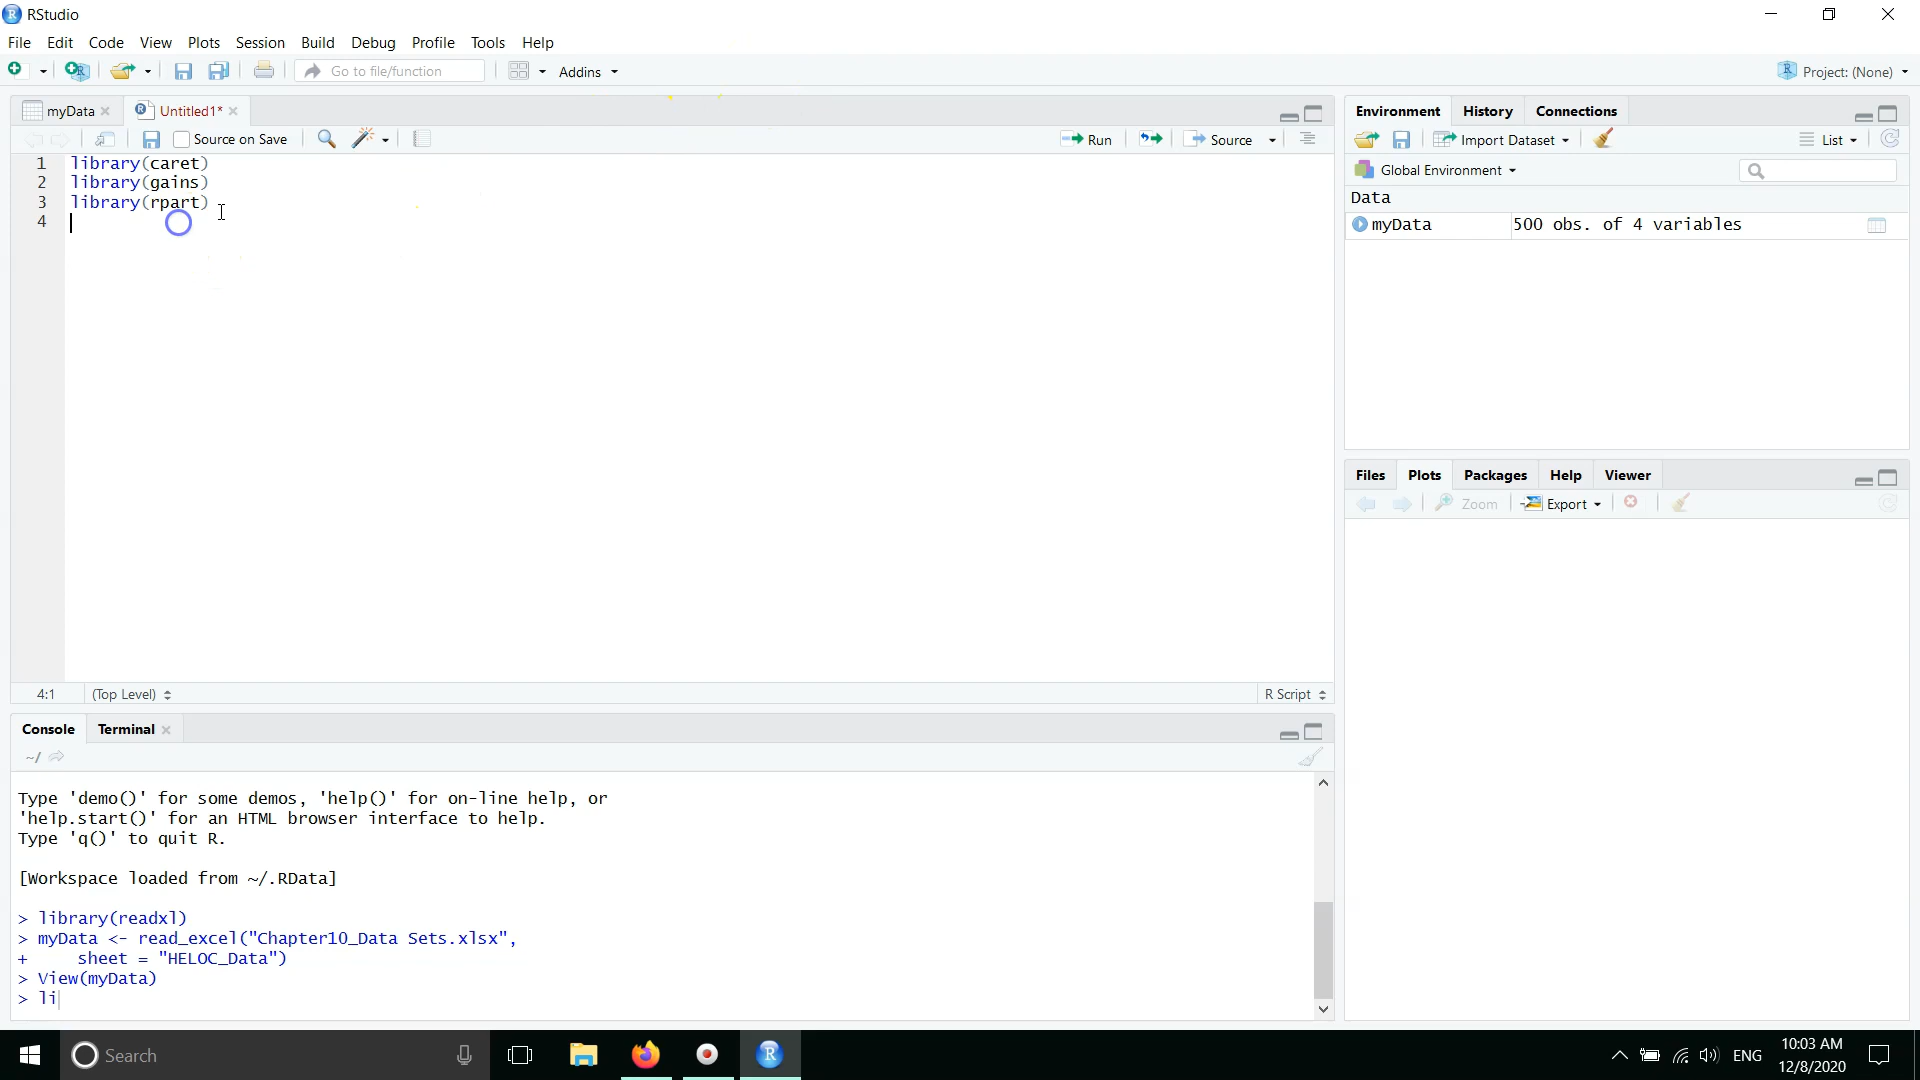 RStudio
File Edit Code View Plots Session Build Debug Profile Tools Help
Go to file/function Addins Project: (None)
myData Untitled1*
Source on Save Run Source
1 library(caret)
2 library(gains)
3 library(rpart)
4
4:1 (Top Level) R Script
Console Terminal
~/
Type 'demo()' for some demos, 'help()' for on-line help, or
'help.start()' for an HTML browser interface to help.
Type 'q()' to quit R.
[Workspace loaded from ~/.RData]
> library(readxl)
> myData <- read_excel("Chapter10_Data Sets.xlsx",
+     sheet = "HELOC_Data")
> View(myData)
> li
Environment History Connections
Import Dataset List
Global Environment
Data
myData 500 obs. of 4 variables
Files Plots Packages Help Viewer
Zoom Export
Search ENG 10:03 AM
12/8/2020